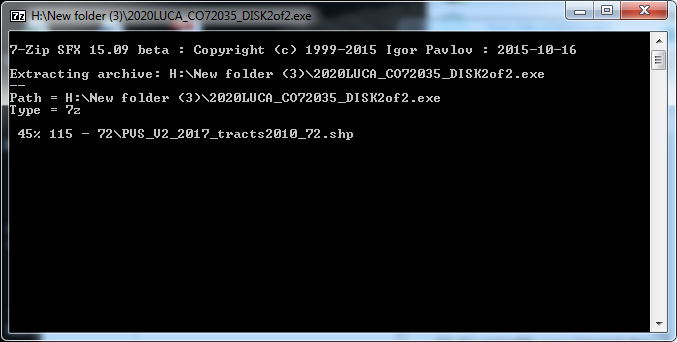 7z H:\New folder (3)\2020LUCA_CO72035_DISK2of2.exe
7-Zip SFX 15.09 beta : Copyright (c) 1999-2015 Igor Pavlov : 2015-10-16
Extracting archive: H:\New folder (3)\2020LUCA_CO72035_DISK2of2.exe
--
Path = H:\New folder (3)\2020LUCA_CO72035_DISK2of2.exe
Type = 7z
45% 115 - 72\PVS_V2_2017_tracts2010_72.shp